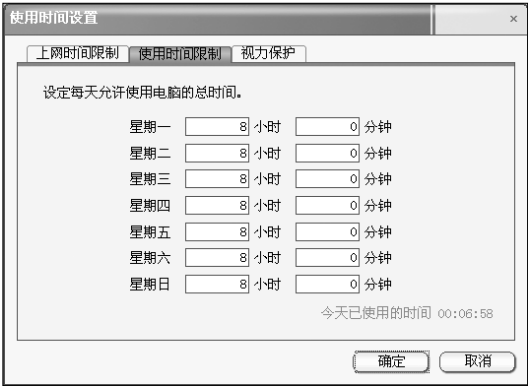 使用时间设置
上网时间限制 使用时间限制 视力保护
设定每天允许使用电脑的总时间。
星期一 8 小时 0 分钟
星期二 8 小时 0 分钟
星期三 8 小时 0 分钟
星期四 8 小时 0 分钟
星期五 8 小时 0 分钟
星期六 8 小时 0 分钟
星期日 8 小时 0 分钟
今天已使用的时间 00:06:58
确定 取消